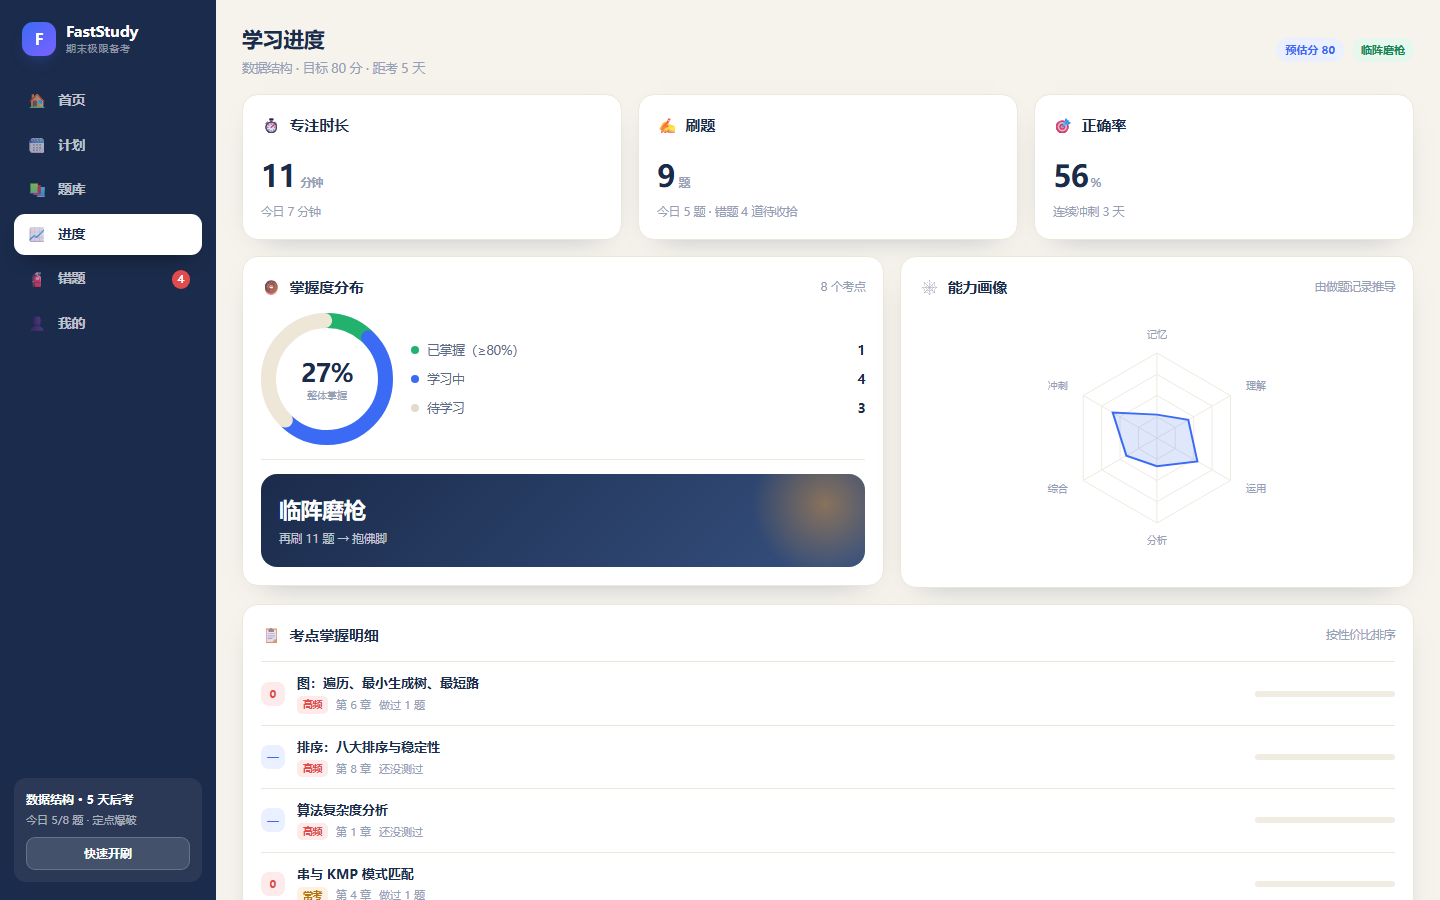 F
FastStudy
期末极限备考
首页
计划
题库
进度
错题
4
我的
数据结构 • 5 天后考
今日 5/8 题 · 定点爆破
快速开刷
学习进度
数据结构 · 目标 80 分 · 距考 5 天
预估分 80
临阵磨枪
专注时长
11 分钟
今日 7 分钟
刷题
9 题
今日 5 题 · 错题 4 道待收拾
正确率
56 %
连续冲刺 3 天
掌握度分布
8 个考点
27%
整体掌握
已掌握（≥80%）
1
学习中
4
待学习
3
临阵磨枪
再刷 11 题 → 抱佛脚
能力画像
由做题记录推导
记忆
理解
运用
分析
综合
冲刺
考点掌握明细
按性价比排序
0
图：遍历、最小生成树、最短路
高频 第 6 章 做过 1 题
—
排序：八大排序与稳定性
高频 第 8 章 还没测过
—
算法复杂度分析
高频 第 1 章 还没测过
0
串与 KMP 模式匹配
常考 第 4 章 做过 1 题